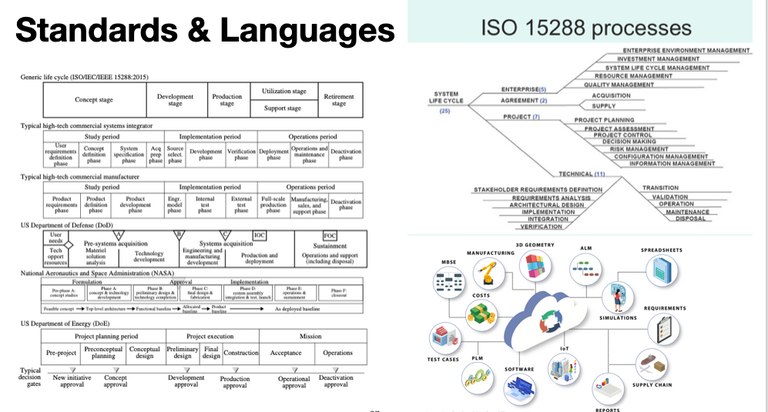 Standards & Languages
Generic life cycle (ISO/IEC/IEEE 15288:2015)
Concept stage
Development stage
Production stage
Utilization stage
Support stage
Retirement stage
Typical high-tech commercial systems integrator
Study period
Implementation period
Operations period
User requirements definition phase
Concept definition phase
System specification phase
Acq prep phase
Source select. phase
Development phase
Verification phase
Deployment phase
Operations and maintenance phase
Deactivation phase
Typical high-tech commercial manufacturer
Study period
Implementation period
Operations period
Product requirements phase
Product definition phase
Product development phase
Engr. model phase
Internal test phase
External test phase
Full-scale production phase
Manufacturing, sales, and support phase
Deactivation phase
US Department of Defense (DoD)
User needs
Tech opport resources
Pre-systems acquisition
Materiel solution analysis
Technology development
A
B
Systems acquisition
Engineering and manufacturing development
C
IOC
Production and deployment
FOC
Sustainment
Operations and support (including disposal)
National Aeronautics and Space Administration (NASA)
Formulation
Approval
Implementation
Pre-phase A: concept studies
Phase A: concept & technology development
Phase B: preliminary design & technology completion
Phase C: final design & fabrication
Phase D: system assembly integration & test, launch
Phase E: operations & sustainment
Phase F: closeout
Feasible concept
Top level architecture
Functional baseline
Allocated baseline
Product baseline
As deployed baseline
US Department of Energy (DoE)
Project planning period
Project execution
Mission
Pre-project
Preconceptual planning
Conceptual design
Preliminary design
Final design
Construction
Acceptance
Operations
Typical decision gates
New initiative approval
Concept approval
Development approval
Production approval
Operational approval
Deactivation approval
ISO 15288 processes
SYSTEM
LIFE CYCLE
(25)
ENTERPRISE(5)
ENTERPRISE ENVIRONMENT MANAGEMENT
INVESTMENT MANAGEMENT
SYSTEM LIFE CYCLE MANAGEMENT
RESOURCE MANAGEMENT
QUALITY MANAGEMENT
AGREEMENT (2)
ACQUISITION
SUPPLY
PROJECT (7)
PROJECT PLANNING
PROJECT ASSESSMENT
PROJECT CONTROL
DECISION MAKING
RISK MANAGEMENT
CONFIGURATION MANAGEMENT
INFORMATION MANAGEMENT
TECHNICAL (11)
STAKEHOLDER REQUIREMENTS DEFINITION
REQUIREMENTS ANALYSIS
ARCHITECTURAL DESIGN
IMPLEMENTATION
INTEGRATION
VERIFICATION
TRANSITION
VALIDATION
OPERATION
MAINTENANCE
DISPOSAL
3D GEOMETRY
ALM
SPREADSHEETS
MANUFACTURING
MBSE
COSTS
REQUIREMENTS
SIMULATIONS
TEST CASES
PLM
SOFTWARE
IoT
SUPPLY CHAIN
REPORTS